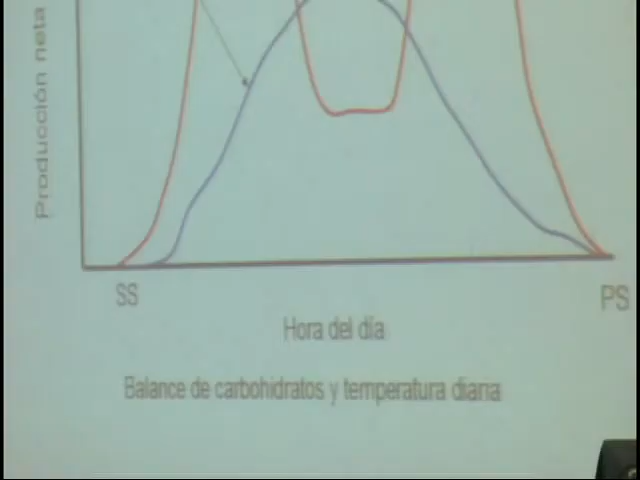 Producción neta
SS
PS
Hora del día
Balance de carbohidratos y temperatura diaria